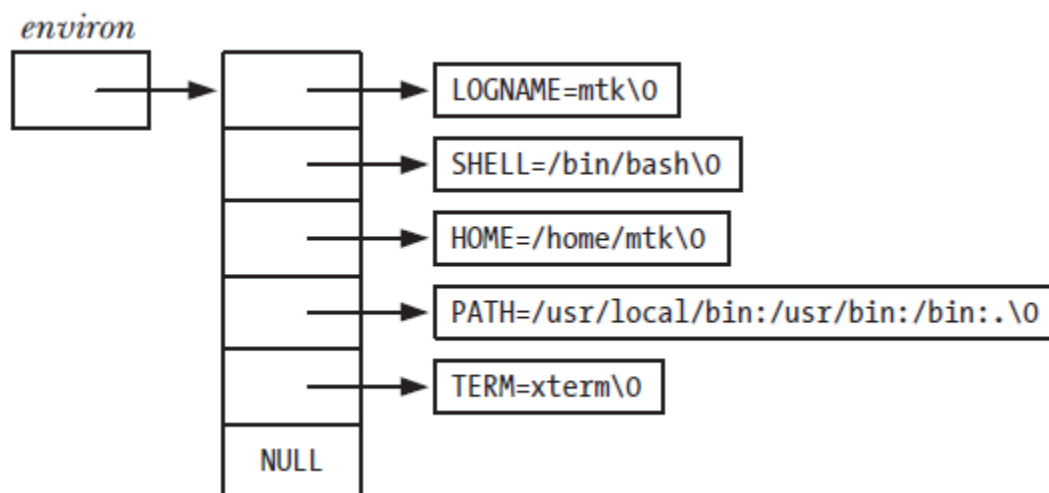 environ
LOGNAME=mtk\0
SHELL=/bin/bash\0
HOME=/home/mtk\0
PATH=/usr/local/bin:/usr/bin:/bin:.\0
TERM=xterm\0
NULL